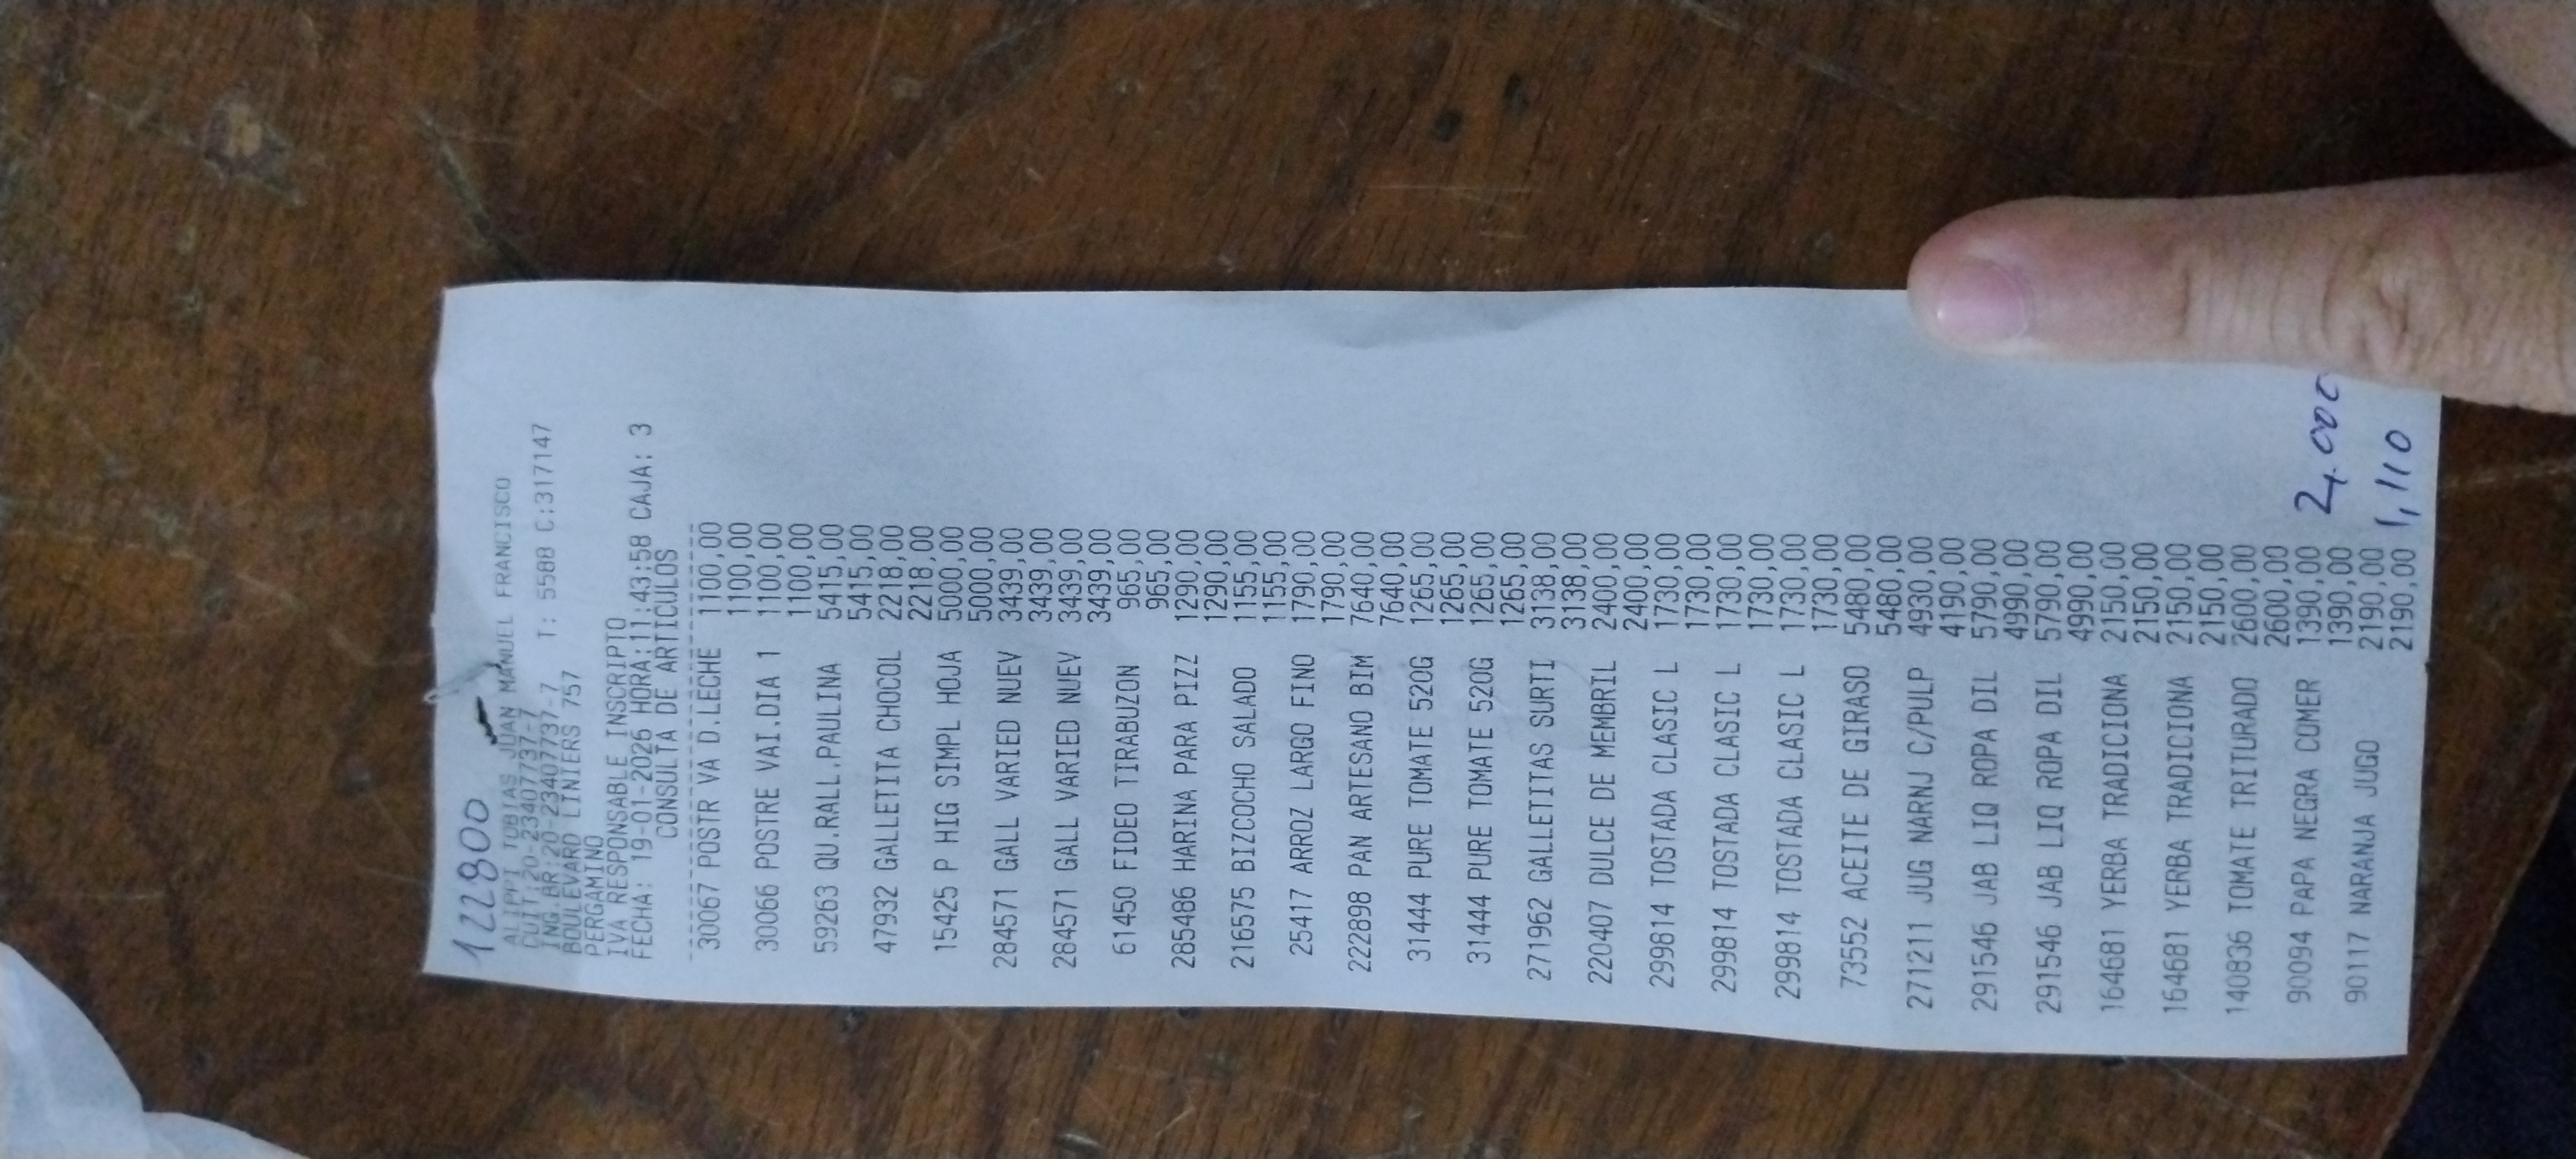 122800
ALIPPI TOBIAS JUAN MANUEL FRANCISCO
CUIT:20-23407737-7
ING.BR:20-23407737-7 T: 5588 C:317147
BOULEVARD LINIERS 757
PERGAMINO
IVA RESPONSABLE INSCRIPTO
FECHA: 19-01-2026 HORA:11:43:58 CAJA: 3
CONSULTA DE ARTICULOS
30067 POSTR VA D.LECHE 1100,00
1100,00
30066 POSTRE VAI.DIA 1 1100,00
1100,00
59263 QU.RALL.PAULINA 5415,00
5415,00
47932 GALLETITA CHOCOL 2218,00
2218,00
15425 P HIG SIMPL HOJA 5000,00
5000,00
284571 GALL VARIED NUEV 3439,00
3439,00
284571 GALL VARIED NUEV 3439,00
3439,00
61450 FIDEO TIRABUZON 965,00
965,00
285486 HARINA PARA PIZZ 1290,00
1290,00
216575 BIZCOCHO SALADO 1155,00
1155,00
25417 ARROZ LARGO FINO 1790,00
1790,00
222898 PAN ARTESANO BIM 7640,00
7640,00
31444 PURE TOMATE 520G 1265,00
1265,00
31444 PURE TOMATE 520G 1265,00
1265,00
271962 GALLETITAS SURTI 3138,00
3138,00
220407 DULCE DE MEMBRIL 2400,00
2400,00
299814 TOSTADA CLASIC L 1730,00
1730,00
299814 TOSTADA CLASIC L 1730,00
1730,00
299814 TOSTADA CLASIC L 1730,00
1730,00
73552 ACEITE DE GIRASO 5480,00
5480,00
271211 JUG NARNJ C/PULP 4930,00
4190,00
291546 JAB LIQ ROPA DIL 5790,00
4990,00
291546 JAB LIQ ROPA DIL 5790,00
4990,00
164681 YERBA TRADICIONA 2150,00
2150,00
164681 YERBA TRADICIONA 2150,00
2150,00
140836 TOMATE TRITURADO 2600,00
2600,00
90094 PAPA NEGRA COMER 1390,00
1390,00
90117 NARANJA JUGO 2190,00
2190,00 1,110